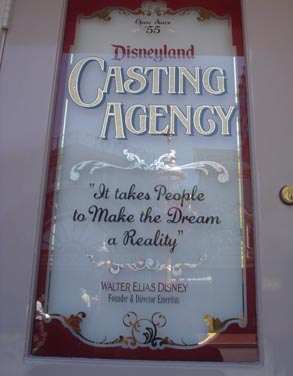 Open Since
'55
Disneyland
CASTING
AGENCY
"It takes People
to Make the Dream
a Reality"
WALTER ELIAS DISNEY
Founder & Director Emeritus